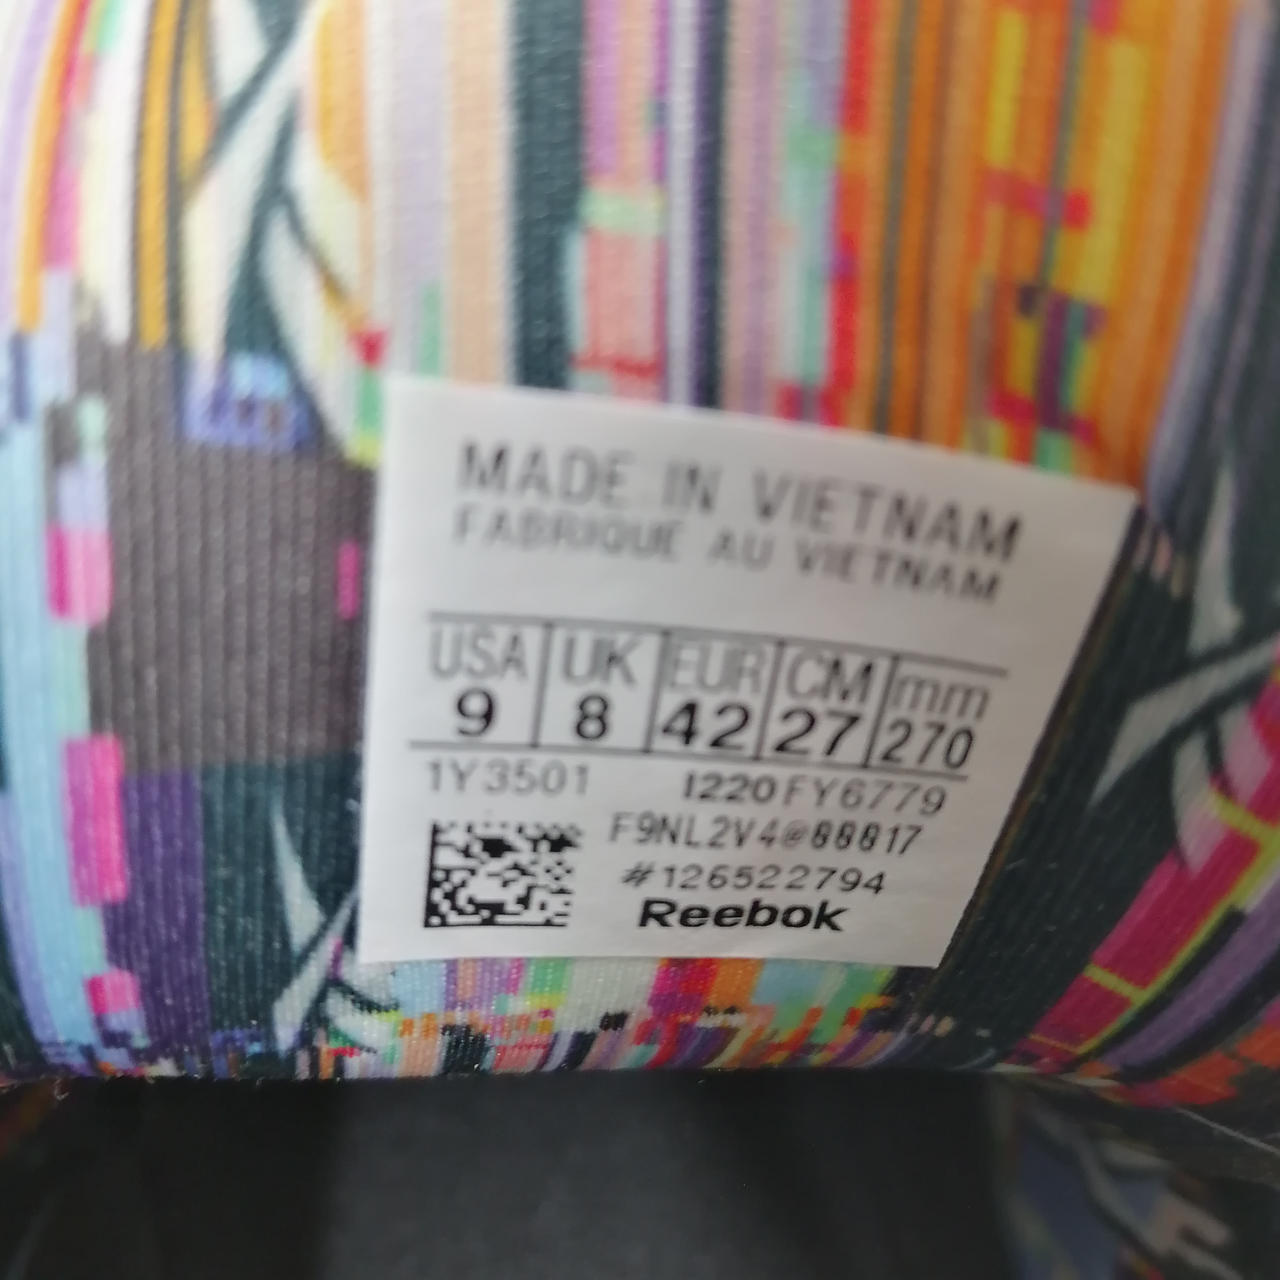 MADE IN VIETNAM
FABRIQUE AU VIETNAM
USA UK EUR CM mm
9 8 42 27 270
1Y3501 I220 FY6779
F9NL2V4@00017
#126522794
Reebok